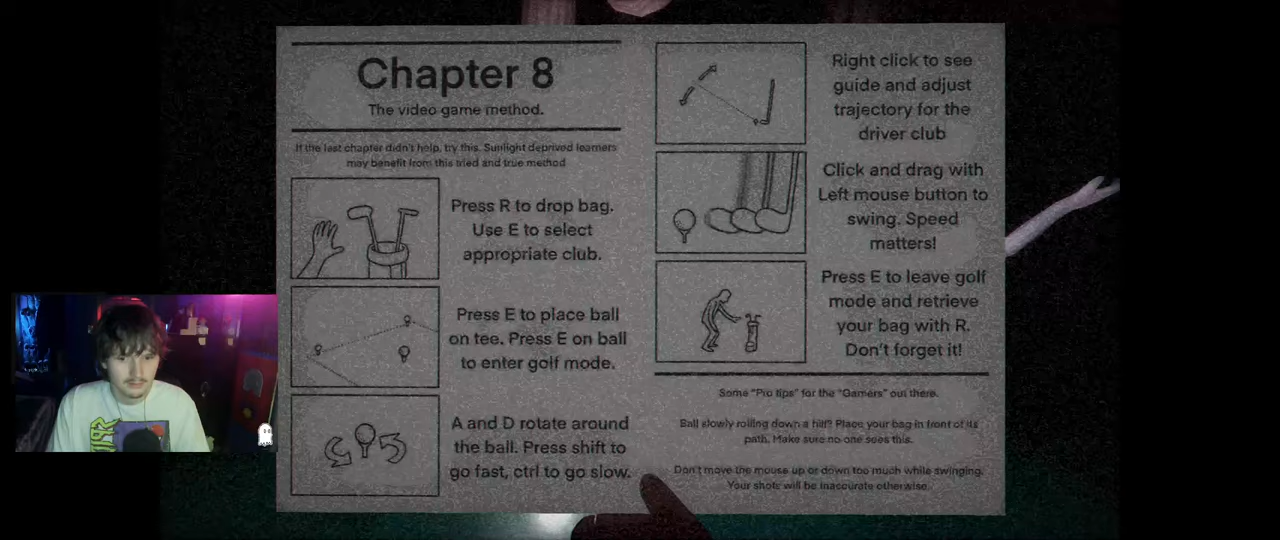 Chapter 8
The video game method.
If the last chapter didn't help, try this. Sunlight deprived learners
may benefit from this tried and true method
Press R to drop bag.
Use E to select
appropriate club.
Press E to place ball
on tee. Press E on ball
to enter golf mode.
A and D rotate around
the ball. Press shift to
go fast, ctrl to go slow.
Right click to see
guide and adjust
trajectory for the
driver club
Click and drag with
Left mouse button to
swing. Speed
matters!
Press E to leave golf
mode and retrieve
your bag with R.
Don't forget it!
Some "Pro tips" for the "Gamers" out there.
Ball slowly rolling down a hill? Place your bag in front of its
path. Make sure no one sees this.
Don't move the mouse up or down too much while swinging.
Your shots will be inaccurate otherwise.